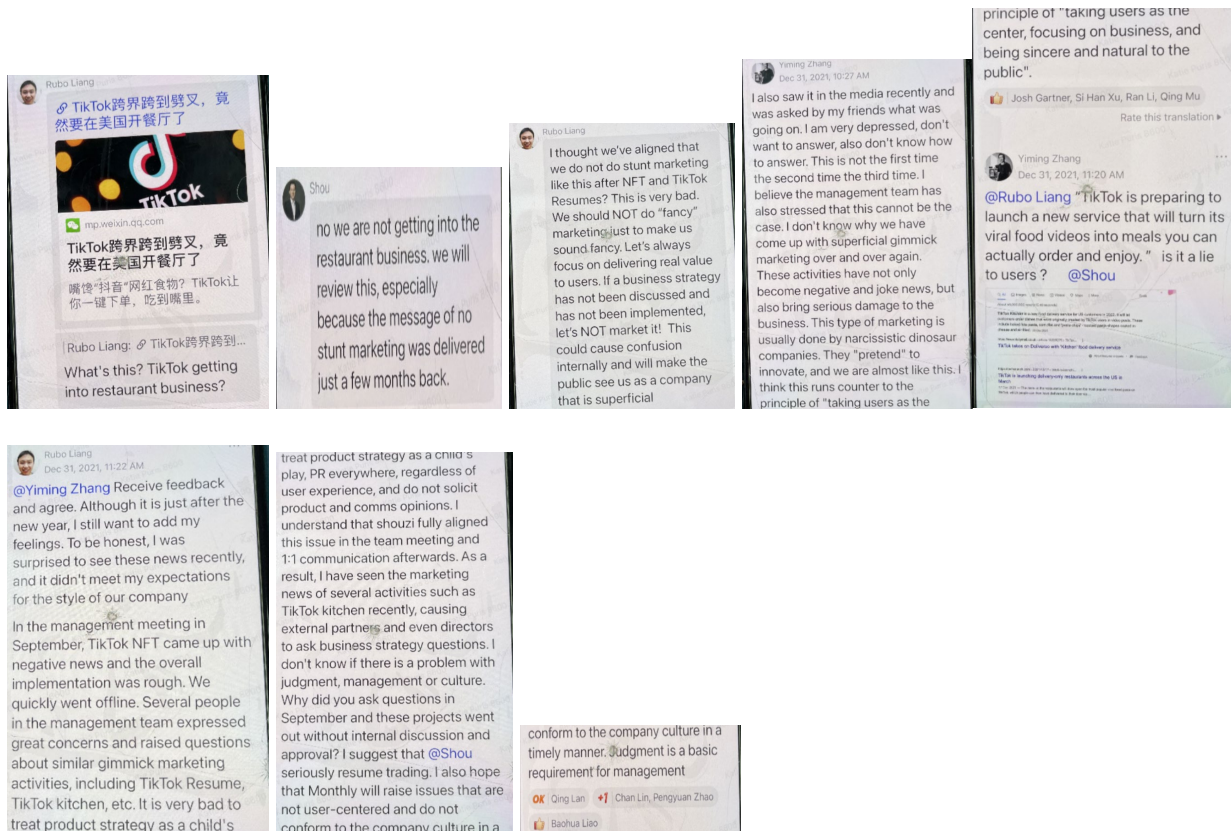 Rubo Liang
TikTok跨界跨到劈叉，竟
然要在美国开餐厅了
TikTok
mp.weixin.qq.com
TikTok跨界跨到劈叉，竟
然要在美国开餐厅了
嘴馋“抖音”网红食物？TikTok让
你一键下单，吃到嘴里。
Rubo Liang: TikTok跨界跨到...
What's this? TikTok getting
into restaurant business?
Shou
no we are not getting into the
restaurant business. we will
review this, especially
because the message of no
stunt marketing was delivered
just a few months back.
Rubo Liang
I thought we've aligned that
we do not do stunt marketing
like this after NFT and TikTok
Resumes? This is very bad.
We should NOT do “fancy”
marketing just to make us
sound fancy. Let's always
focus on delivering real value
to users. If a business strategy
has not been discussed and
has not been implemented,
let's NOT market it! This
could cause confusion
internally and will make the
public see us as a company
that is superficial
Yiming Zhang
Dec 31, 2021, 10:27 AM
I also saw it in the media recently and
was asked by my friends what was
going on. I am very depressed, don't
want to answer, also don't know how
to answer. This is not the first time
the second time the third time. I
believe the management team has
also stressed that this cannot be the
case. I don't know why we have
come up with superficial gimmick
marketing over and over again.
These activities have not only
become negative and joke news, but
also bring serious damage to the
business. This type of marketing is
usually done by narcissistic dinosaur
companies. They "pretend" to
innovate, and we are almost like this. I
think this runs counter to the
principle of "taking users as the
principle of "taking users as the
center, focusing on business, and
being sincere and natural to the
public".
Josh Gartner, Si Han Xu, Ran Li, Qing Mu
Rate this translation
Yiming Zhang
Dec 31, 2021, 11:20 AM
@Rubo Liang “TikTok is preparing to
launch a new service that will turn its
viral food videos into meals you can
actually order and enjoy. ” is it a lie
to users ? @Shou
Rubo Liang
Dec 31, 2021, 11:22 AM
@Yiming Zhang Receive feedback
and agree. Although it is just after the
new year, I still want to add my
feelings. To be honest, I was
surprised to see these news recently,
and it didn't meet my expectations
for the style of our company
In the management meeting in
September, TikTok NFT came up with
negative news and the overall
implementation was rough. We
quickly went offline. Several people
in the management team expressed
great concerns and raised questions
about similar gimmick marketing
activities, including TikTok Resume,
TikTok kitchen, etc. It is very bad to
treat product strategy as a child's
treat product strategy as a child's
play, PR everywhere, regardless of
user experience, and do not solicit
product and comms opinions. I
understand that shouzi fully aligned
this issue in the team meeting and
1:1 communication afterwards. As a
result, I have seen the marketing
news of several activities such as
TikTok kitchen recently, causing
external partners and even directors
to ask business strategy questions. I
don't know if there is a problem with
judgment, management or culture.
Why did you ask questions in
September and these projects went
out without internal discussion and
approval? I suggest that @Shou
seriously resume trading. I also hope
that Monthly will raise issues that are
not user-centered and do not
conform to the company culture in a
conform to the company culture in a
timely manner. Judgment is a basic
requirement for management
OK Qing Lan +1 Chan Lin, Pengyuan Zhao
Baohua Liao